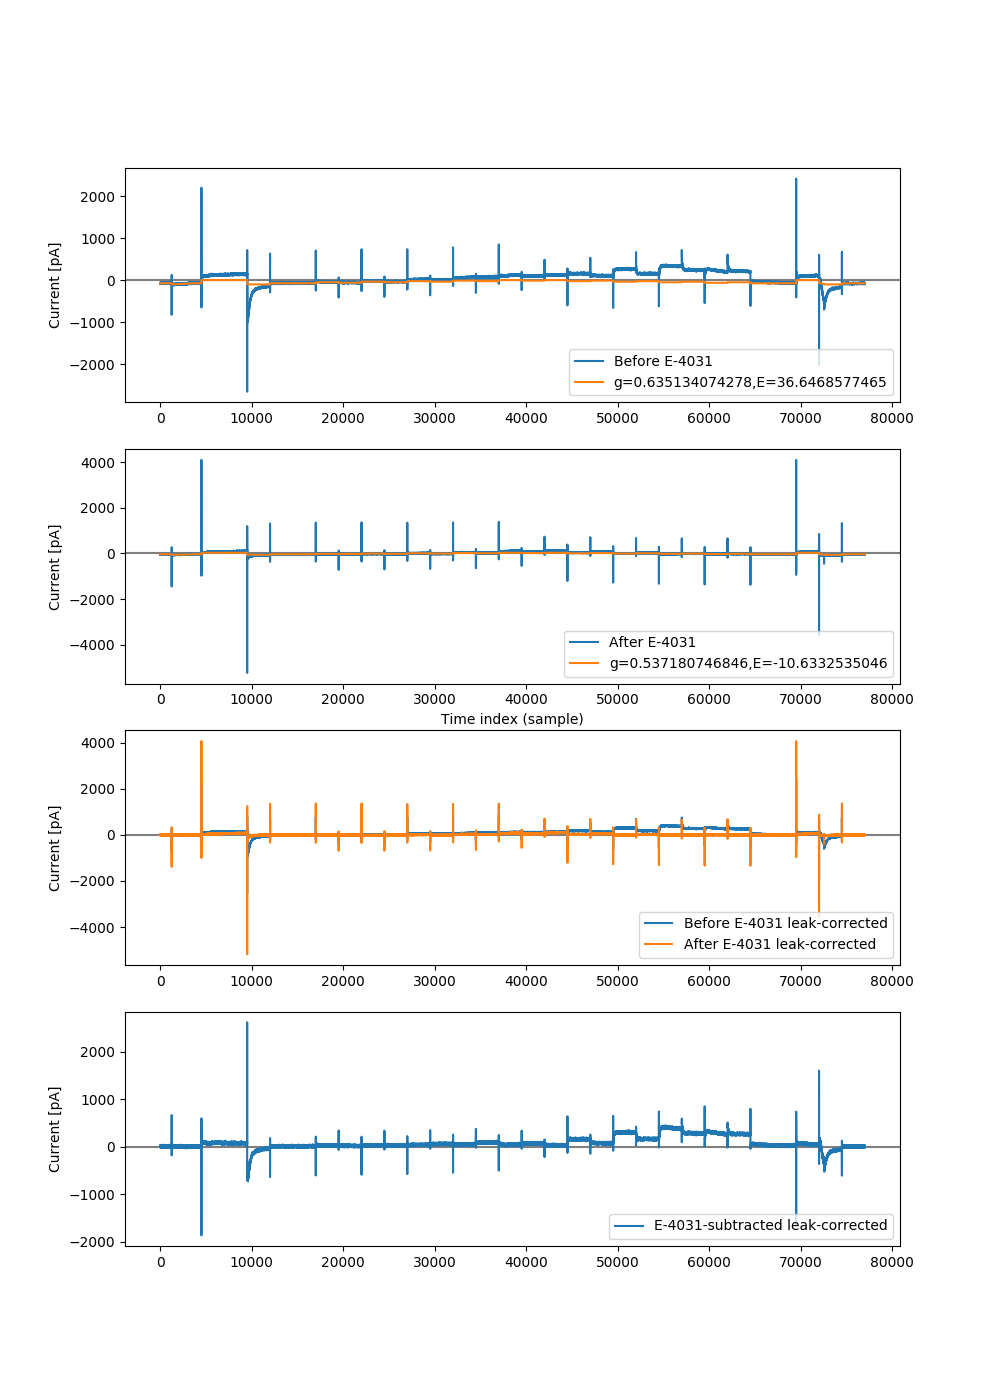 2000
1000
0
−1000
−2000
Current [pA]
Before E-4031
g=0.635134074278,E=36.6468577465
0 10000 20000 30000 40000 50000 60000 70000 80000
4000
2000
0
−2000
−4000
Current [pA]
After E-4031
g=0.537180746846,E=-10.6332535046
0 10000 20000 30000 40000 50000 60000 70000 80000
Time index (sample)
4000
2000
0
−2000
−4000
Current [pA]
Before E-4031 leak-corrected
After E-4031 leak-corrected
0 10000 20000 30000 40000 50000 60000 70000 80000
2000
1000
0
−1000
−2000
Current [pA]
E-4031-subtracted leak-corrected
0 10000 20000 30000 40000 50000 60000 70000 80000